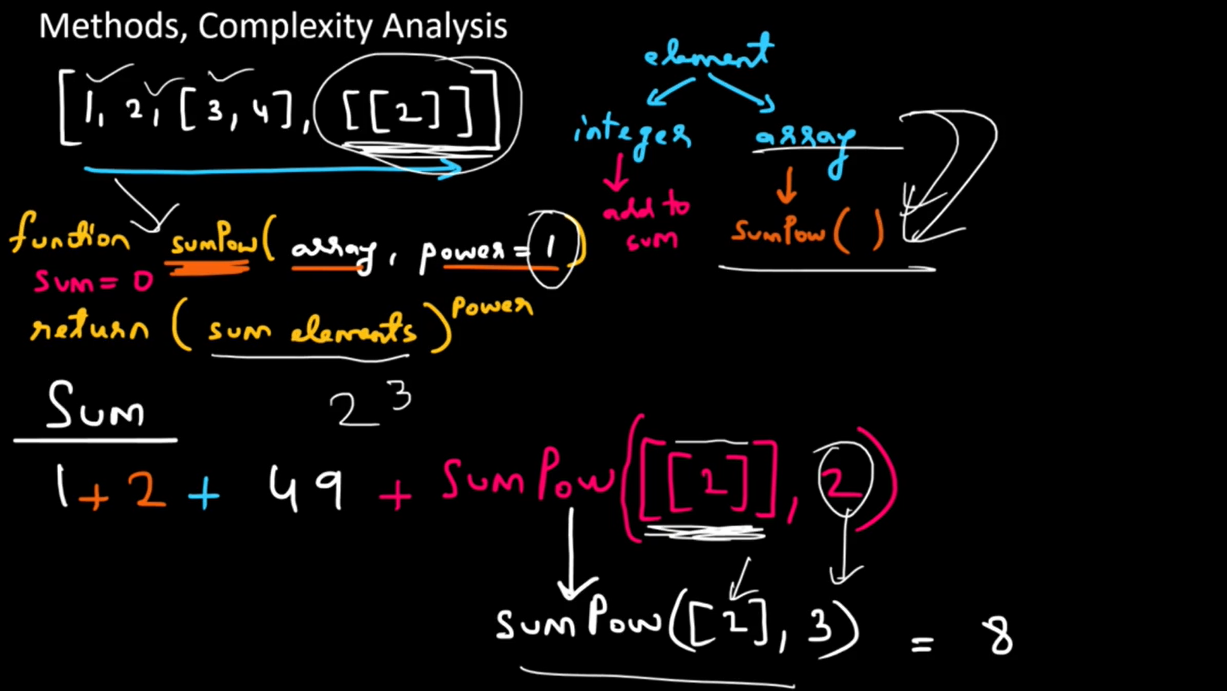 Methods, Complexity Analysis
[1, 2, [3, 4], [[2]]]
element
integer array
add to sum
sumPow( )
function sumPow( array, power = 1 )
sum = 0
return ( sum elements )^power
Sum
2^3
1 + 2 + 49 + sumPow([[2]], 2)
sumPow([2], 3) = 8